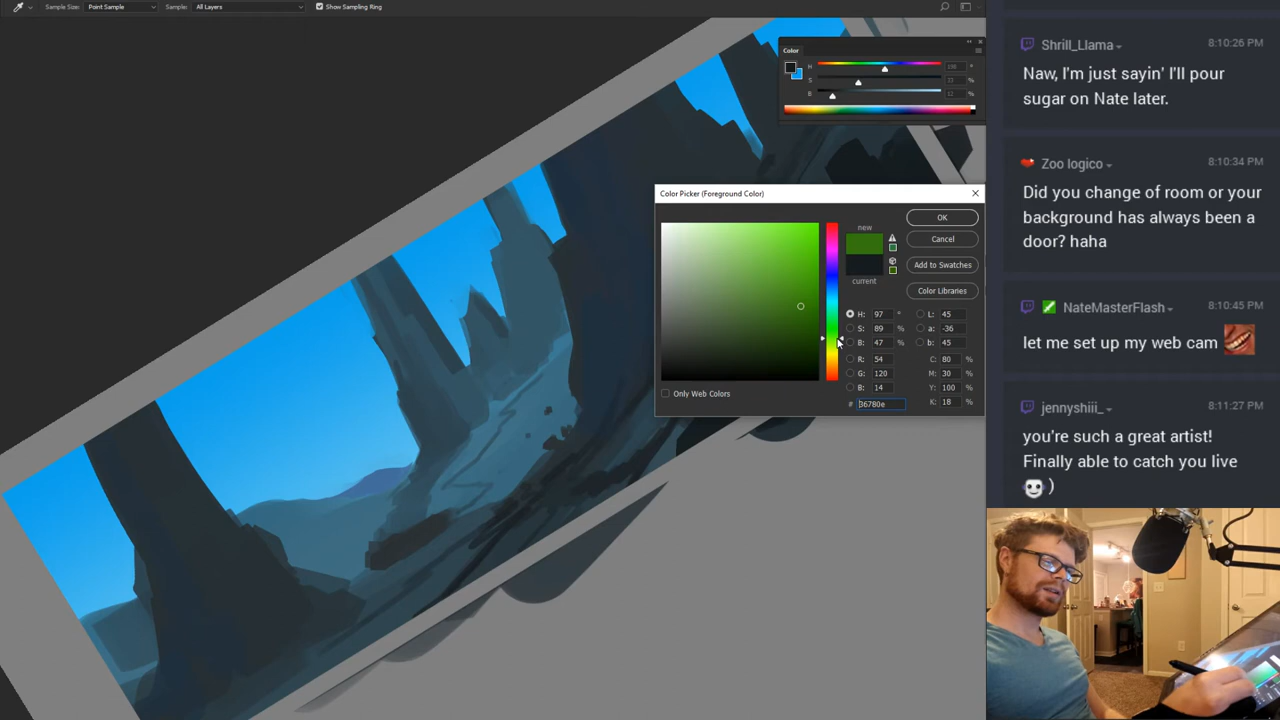 Sample Size: Point Sample Sample: All Layers Show Sampling Ring
Color
H 198 °
S 33 %
B 12 %
Color Picker (Foreground Color)
new
current
OK
Cancel
Add to Swatches
Color Libraries
H: 97 ° L: 45
S: 89 % a: -36
B: 47 % b: 45
R: 54 C: 80 %
G: 120 M: 30 %
B: 14 Y: 100 %
# 36780e K: 18 %
Only Web Colors
Shrill_Llama 8:10:26 PM
Naw, I'm just sayin' I'll pour
sugar on Nate later.
Zoo logico 8:10:34 PM
Did you change of room or your
background has always been a
door? haha
NateMasterFlash 8:10:45 PM
let me set up my web cam
jennyshiii_ 8:11:27 PM
you're such a great artist!
Finally able to catch you live
)